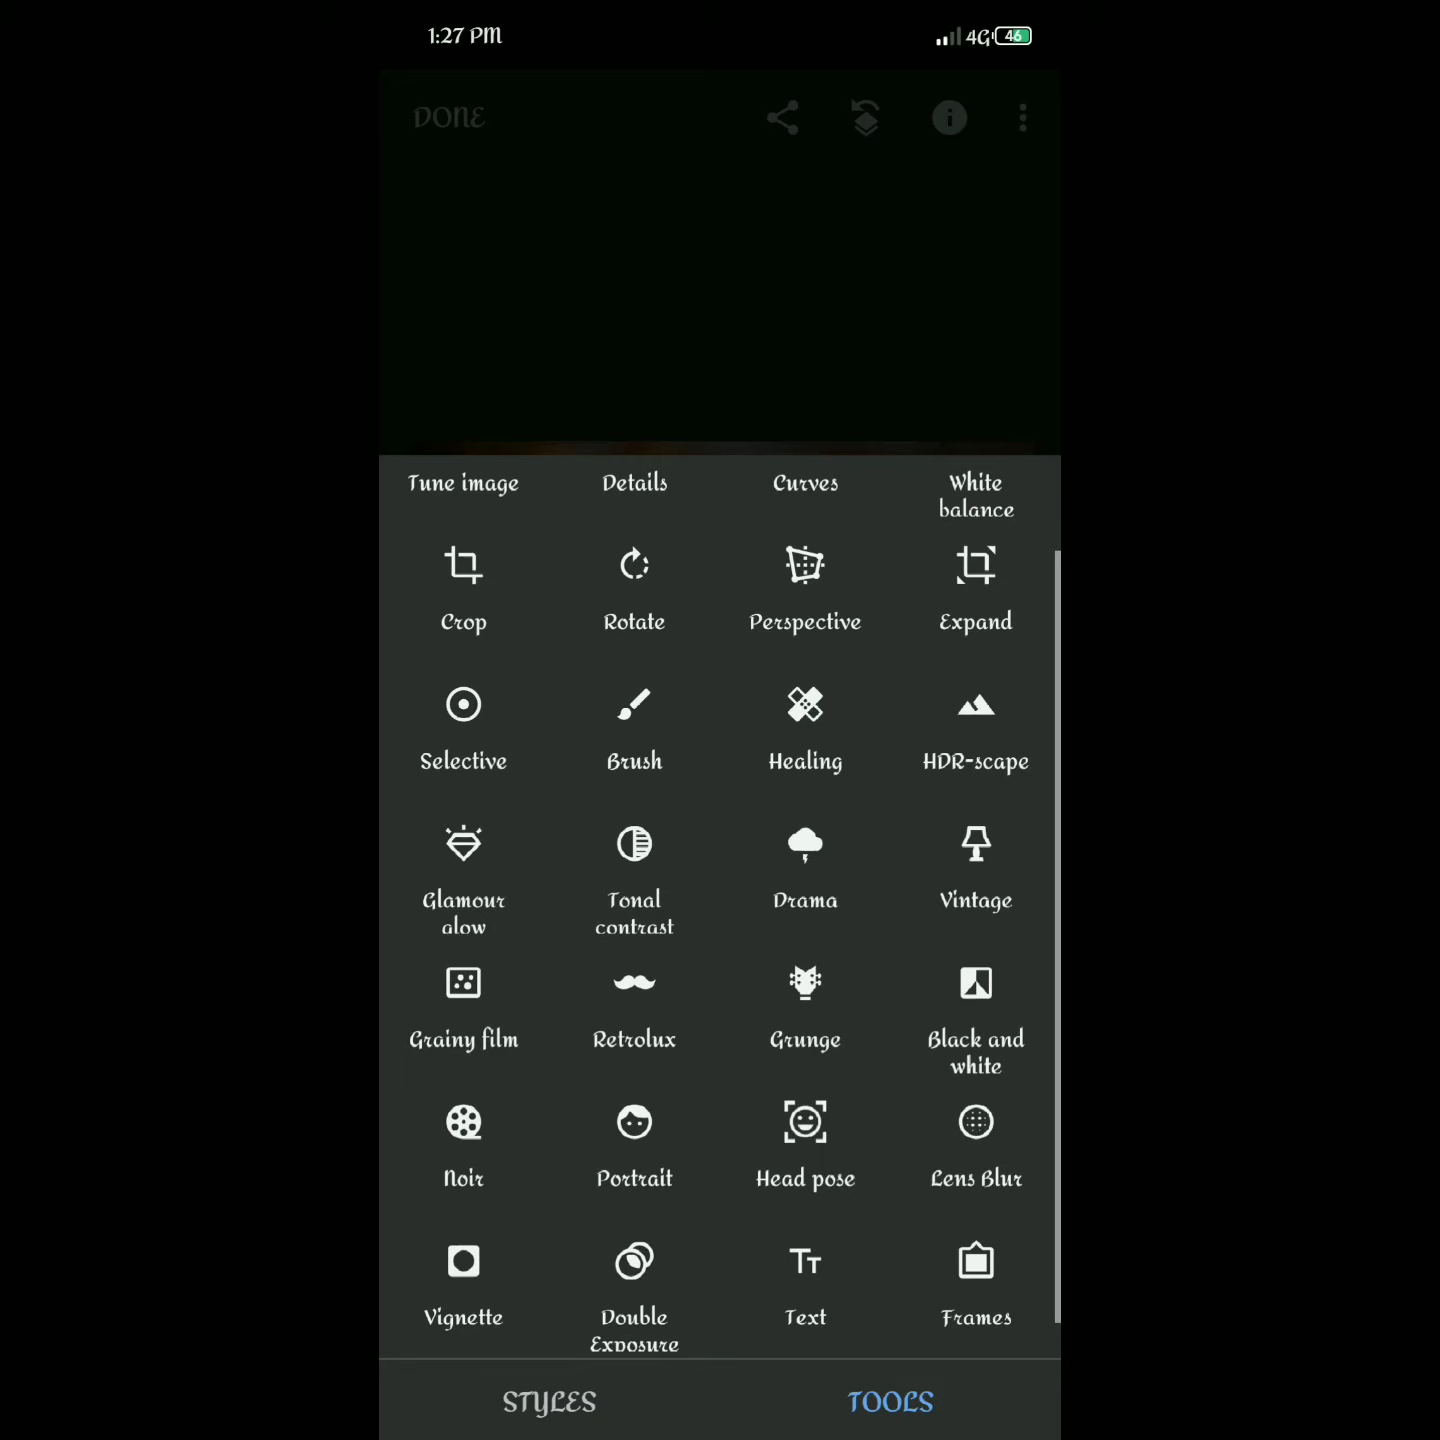 1:27 PM 4G 46
DONE
Tune image Details Curves White
balance
Crop Rotate Perspective Expand
Selective Brush Healing HDR-scape
Glamour Tonal Drama Vintage
glow contrast
Grainy film Retrolux Grunge Black and
white
Noir Portrait Head pose Lens Blur
Vignette Double Text Frames
Exposure
STYLES TOOLS